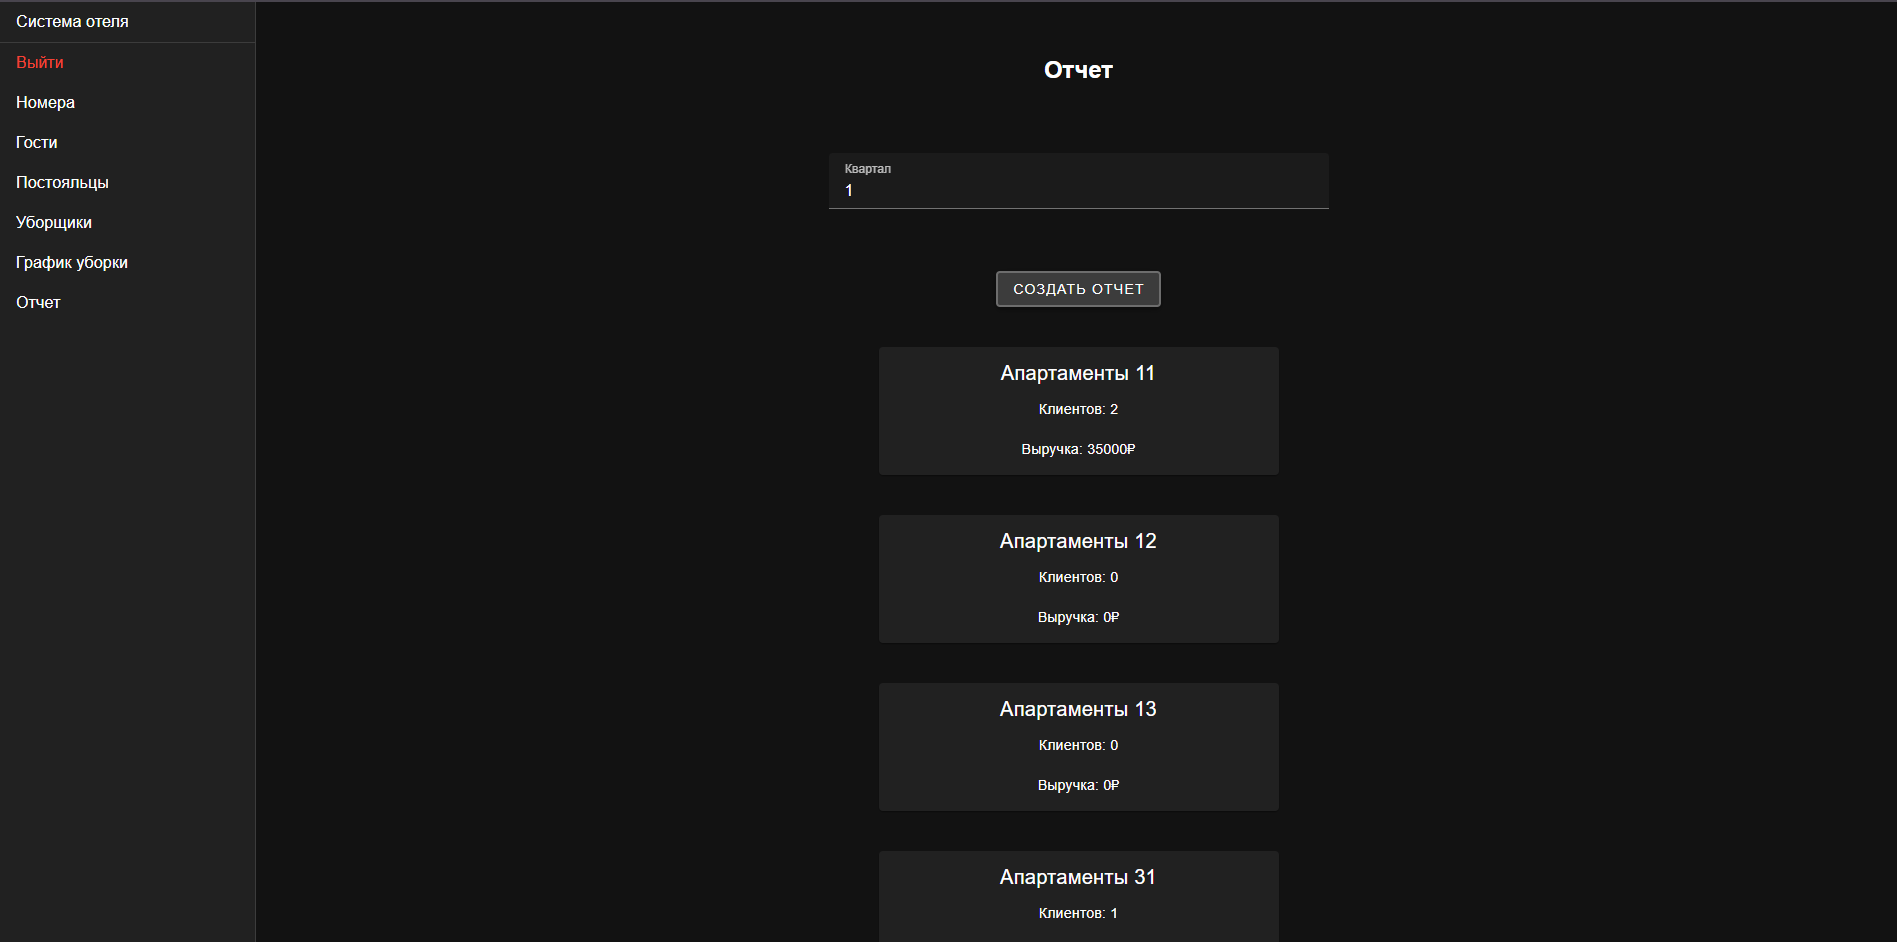 Система отеля
Выйти
Номера
Гости
Постояльцы
Уборщики
График уборки
Отчет
Отчет
Квартал
1
СОЗДАТЬ ОТЧЕТ
Апартаменты 11
Клиентов: 2
Выручка: 35000₽
Апартаменты 12
Клиентов: 0
Выручка: 0₽
Апартаменты 13
Клиентов: 0
Выручка: 0₽
Апартаменты 31
Клиентов: 1